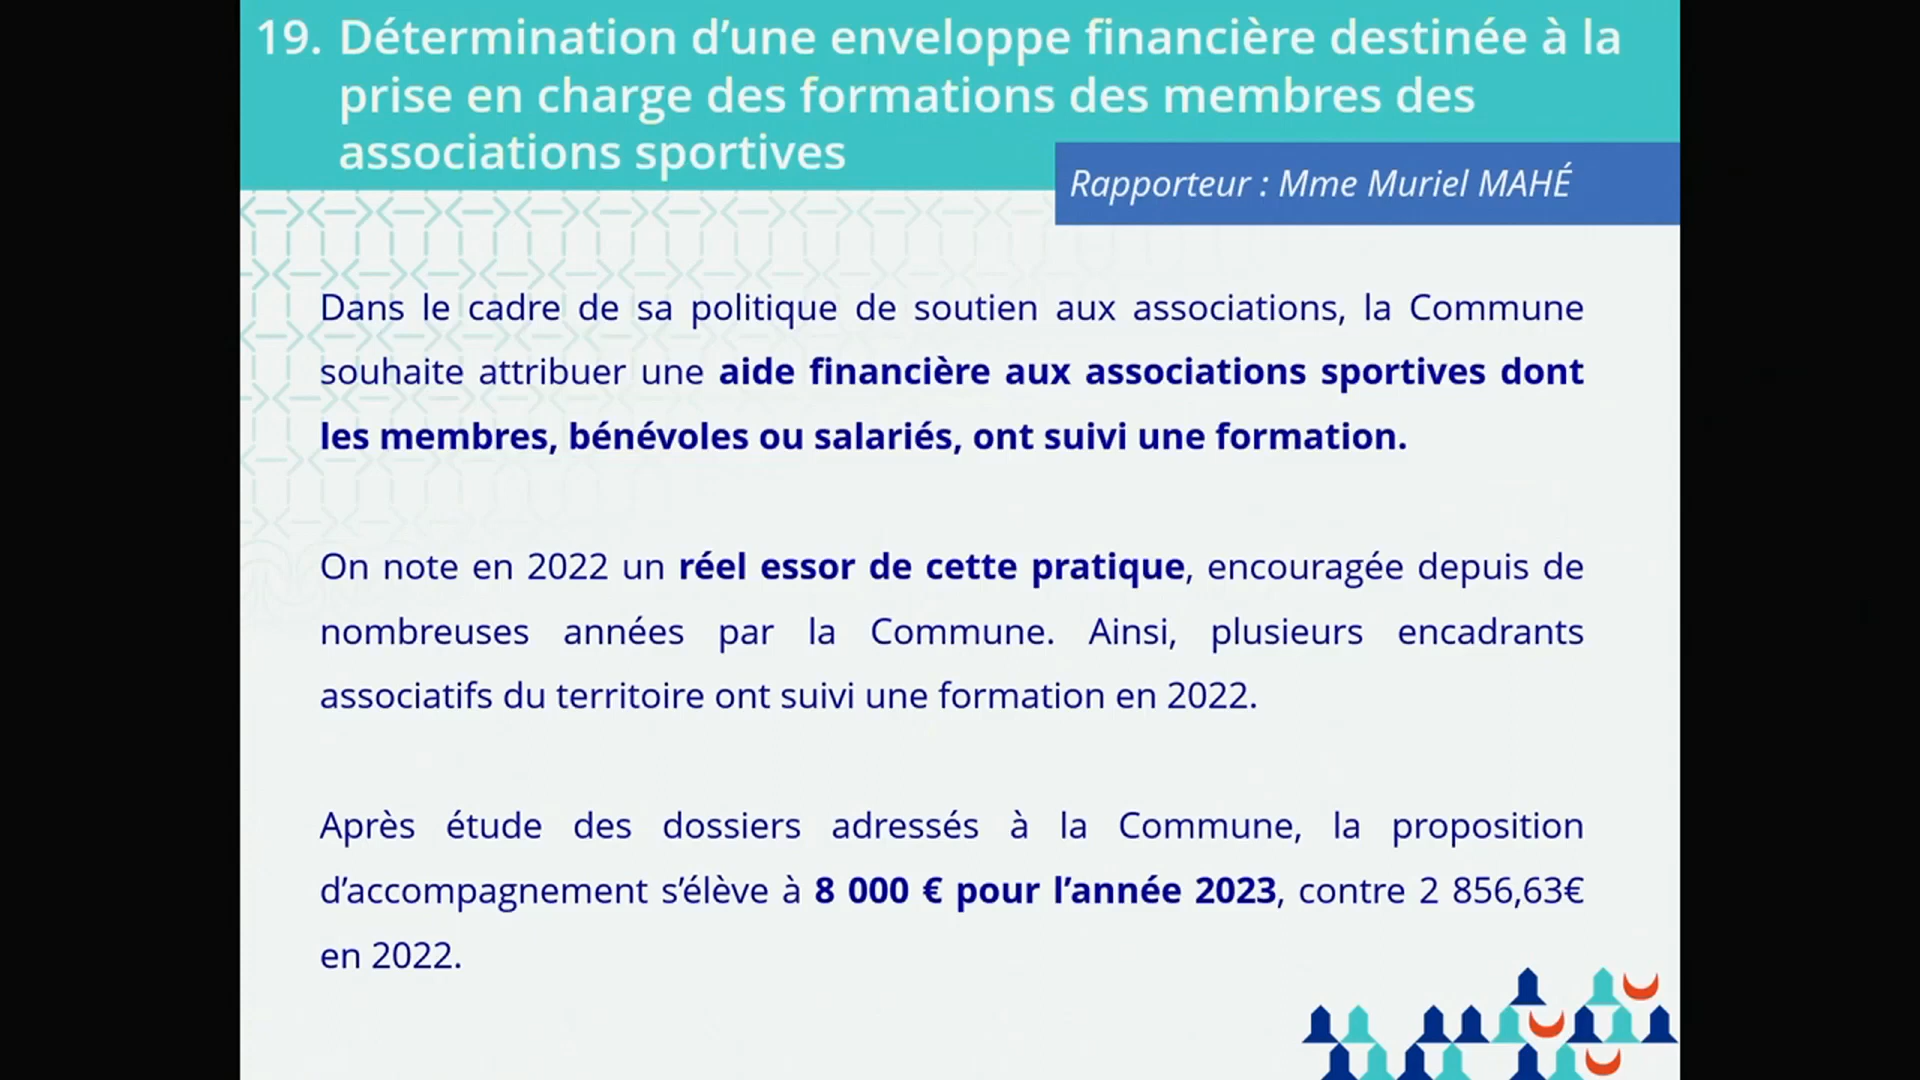 19. Détermination d’une enveloppe financière destinée à la
prise en charge des formations des membres des
associations sportives
Rapporteur : Mme Muriel MAHÉ
Dans le cadre de sa politique de soutien aux associations, la Commune
souhaite attribuer une aide financière aux associations sportives dont
les membres, bénévoles ou salariés, ont suivi une formation.
On note en 2022 un réel essor de cette pratique, encouragée depuis de
nombreuses années par la Commune. Ainsi, plusieurs encadrants
associatifs du territoire ont suivi une formation en 2022.
Après étude des dossiers adressés à la Commune, la proposition
d’accompagnement s’élève à 8 000 € pour l’année 2023, contre 2 856,63€
en 2022.